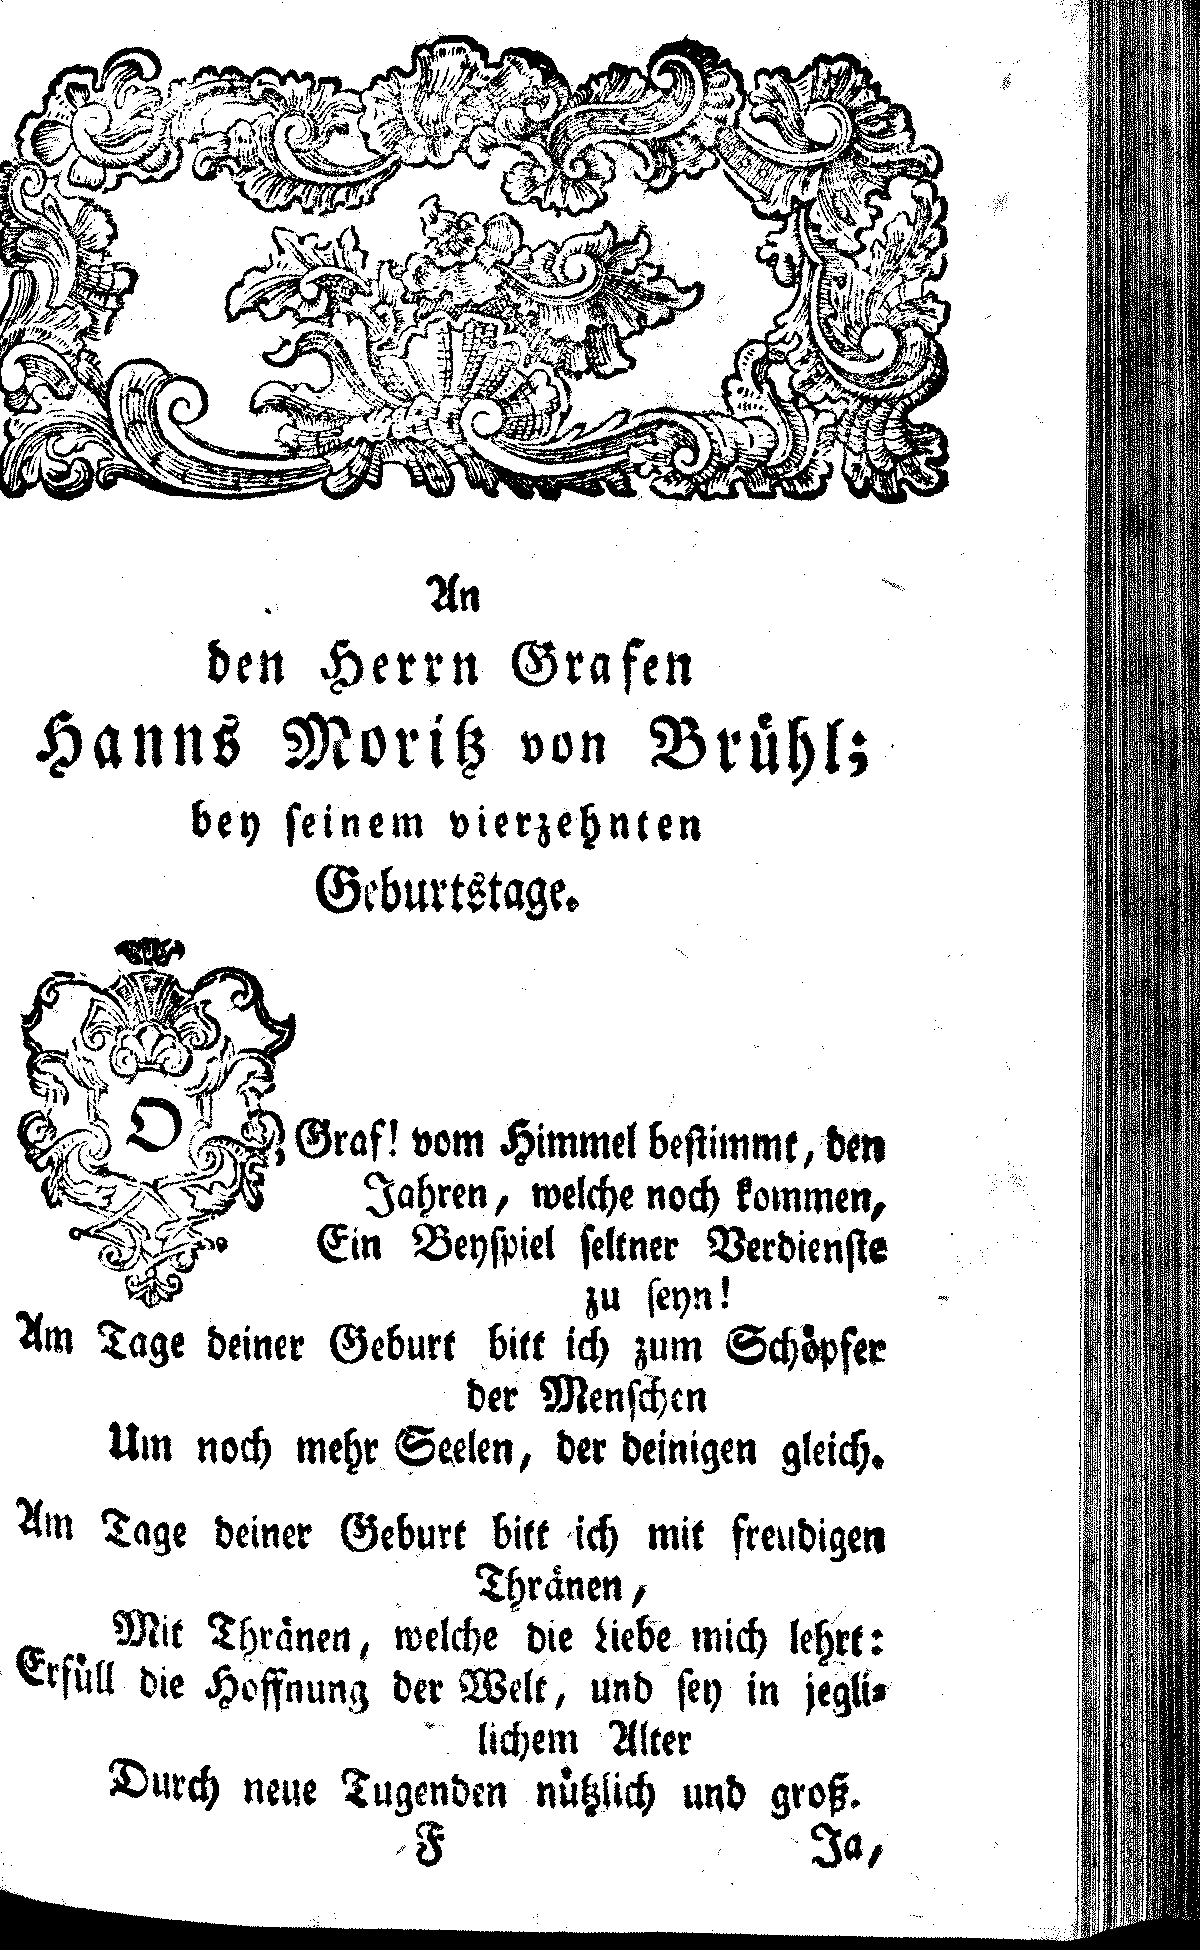 An
den Herrn Grafen
Hanns Moritz von Brühl;
bey seinem vierzehnten
Geburtstage.
O Graf! vom Himmel bestimmt, den
Jahren, welche noch kommen,
Ein Beyspiel seltner Verdienste
zu seyn!
Am Tage deiner Geburt bitt ich zum Schöpfer
der Menschen
Um noch mehr Seelen, der deinigen gleich.
Am Tage deiner Geburt bitt ich mit freudigen
Thränen,
Mit Thränen, welche die Liebe mich lehrt:
Erfüll die Hoffnung der Welt, und sey in jegli-
lichem Alter
Durch neue Tugenden nützlich und groß.
F Ja,